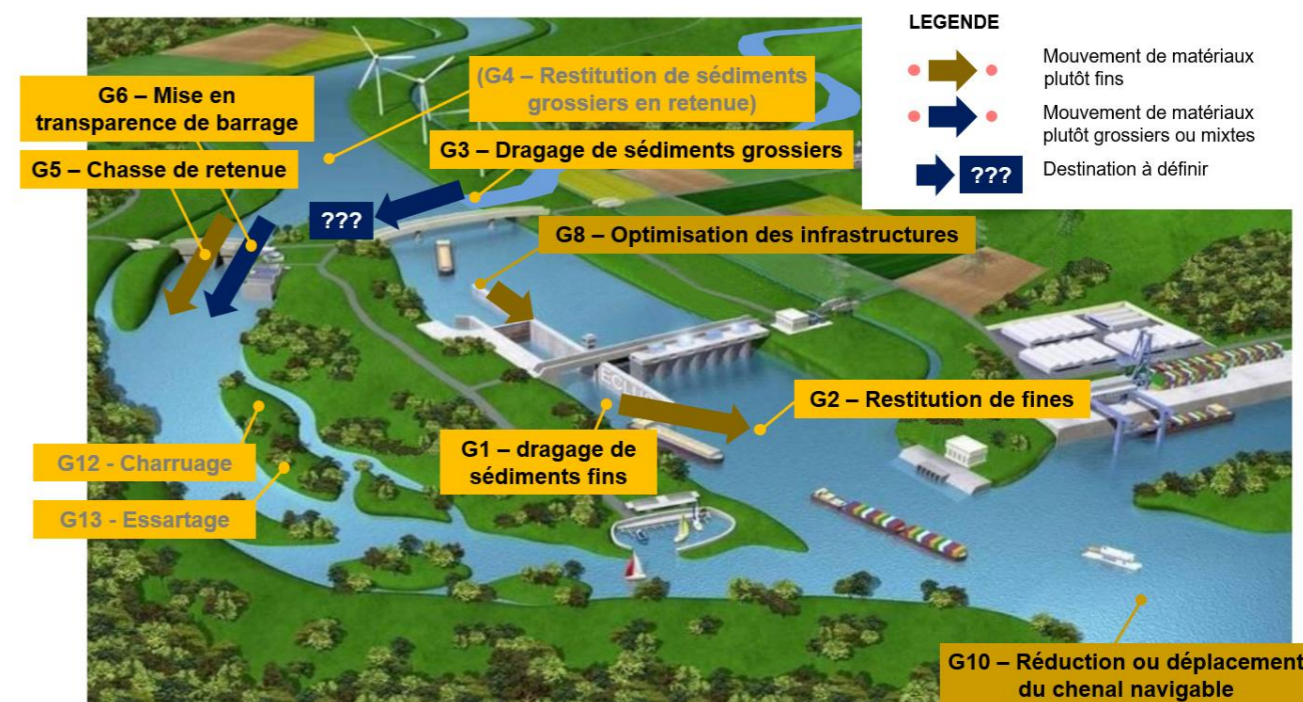 LEGENDE
Mouvement de matériaux
plutôt fins
Mouvement de matériaux
plutôt grossiers ou mixtes
???
Destination à définir
(G4 – Restitution de sédiments
grossiers en retenue)
G6 – Mise en
transparence de barrage
G3 – Dragage de sédiments grossiers
G5 – Chasse de retenue
???
G8 – Optimisation des infrastructures
ECLUSE
G2 – Restitution de fines
G1 – dragage de
sédiments fins
G12 - Charruage
G13 - Essartage
G10 – Réduction ou déplacement
du chenal navigable